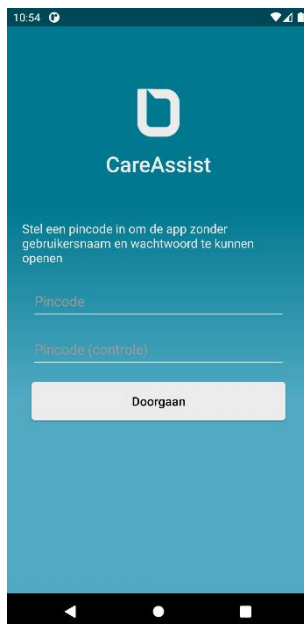 10:54
CareAssist
Stel een pincode in om de app zonder
gebruikersnaam en wachtwoord te kunnen
openen
Pincode
Pincode (controle)
Doorgaan